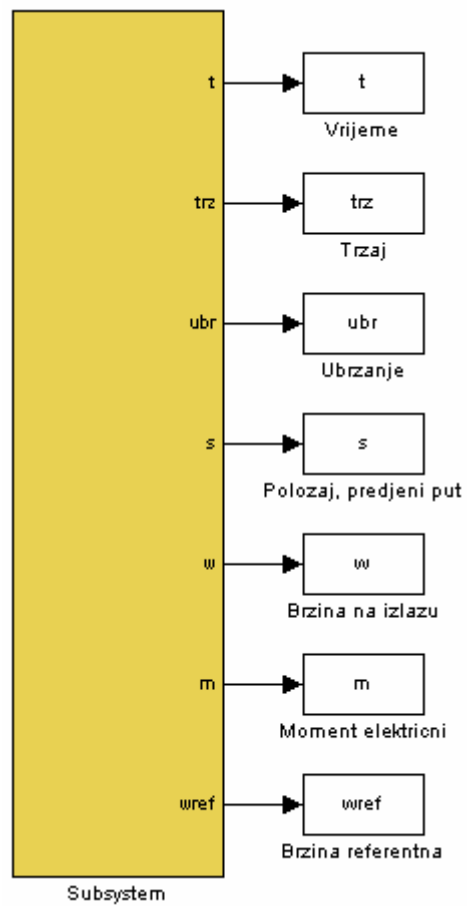 t t
Vrijeme
trz trz
Trzaj
ubr ubr
Ubrzanje
s s
Polozaj, predjeni put
w w
Brzina na izlazu
m m
Moment elektricni
wref wref
Brzina referentna
Subsystem